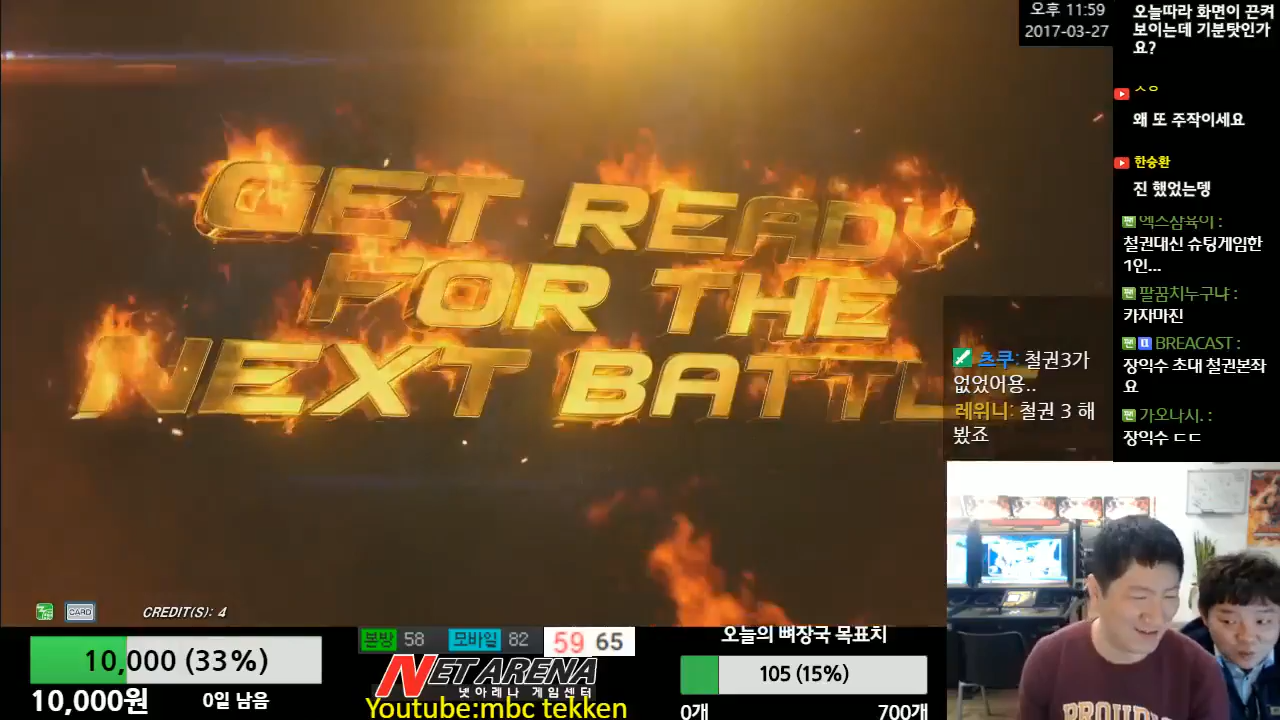 GET READY
FOR THE
NEXT BATTL
오후 11:59
2017-03-27
오늘따라 화면이 끈켜
보이는데 기분탓인가
요?
ㅅㅇ
왜 또 주작이세요
한승환
진 했었는뎅
엑스삼육이 :
철권대신 슈팅게임한
1인...
팬 팔꿈치누구냐 :
카자마진
팬 BREACAST :
장익수 초대 철권본좌
요
팬 가오나시. :
장익수 ㄷㄷ
츠쿠: 철권3가
없었어용..
레위니: 철권 3 해
봤죠
CARD
CREDIT(S): 4
10,000 (33%)
10,000원 0일 남음
본방 58 모바일 82 59 65
NET ARENA
넷아레나 게임센터
Youtube:mbc tekken
오늘의 뼈장국 목표치
105 (15%)
0개 700개
PROUD